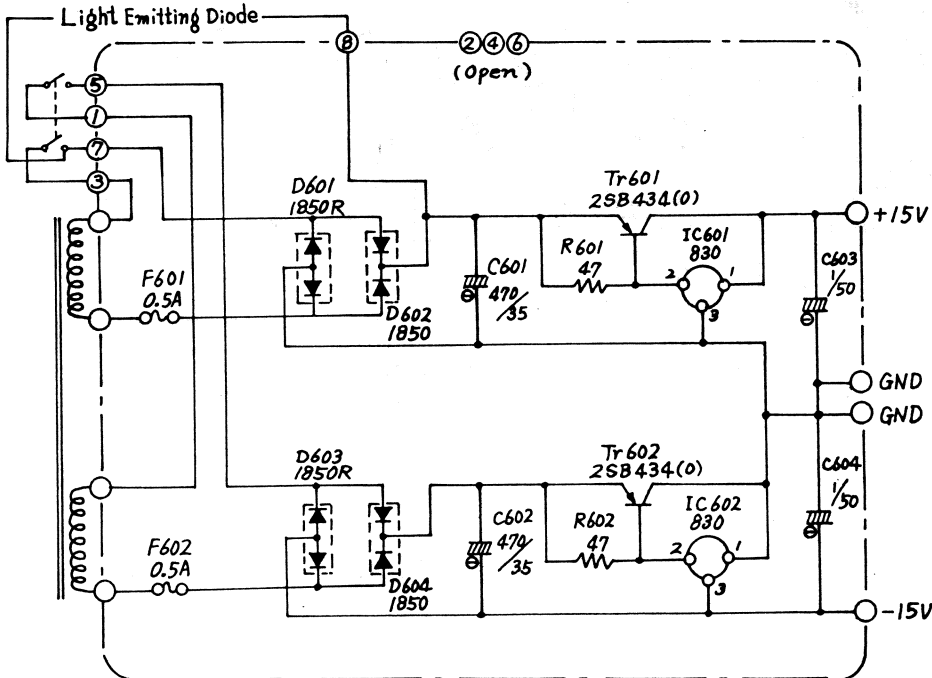 Light Emitting Diode
8
2 4 6
(Open)
5
1
7
3
D601
1850R
Tr601
2SB434(O)
+15V
R601
47
IC601
830
2
1
3
C601
470/35
C603
1/50
F601
0.5A
D602
1850
GND
GND
D603
1850R
Tr602
2SB434(O)
C604
1/50
C602
470/35
R602
47
IC602
830
2
1
3
F602
0.5A
D604
1850
-15V